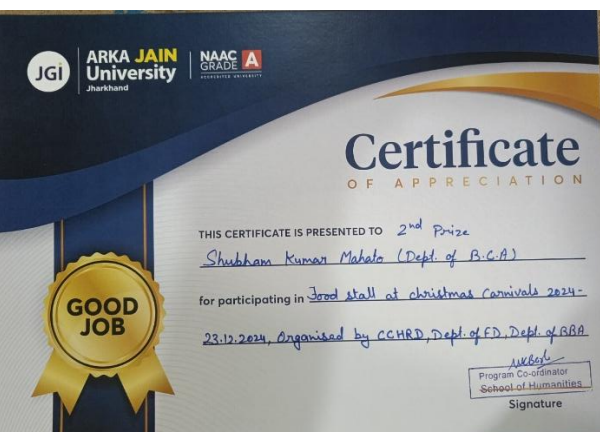 JGi
ARKA JAIN
University
Jharkhand
NAAC
GRADE A
ACCREDITED UNIVERSITY
Certificate
OF APPRECIATION
THIS CERTIFICATE IS PRESENTED TO 2nd Prize
Shubham Kumar Mahato (Dept. of B.C.A)
for participating in Food stall at christmas Carnivals 2024-
23.12.2024, Organised by CCHRD, Dept. of FD, Dept. of BBA
GOOD
JOB
Program Co-ordinator
School of Humanities
Signature